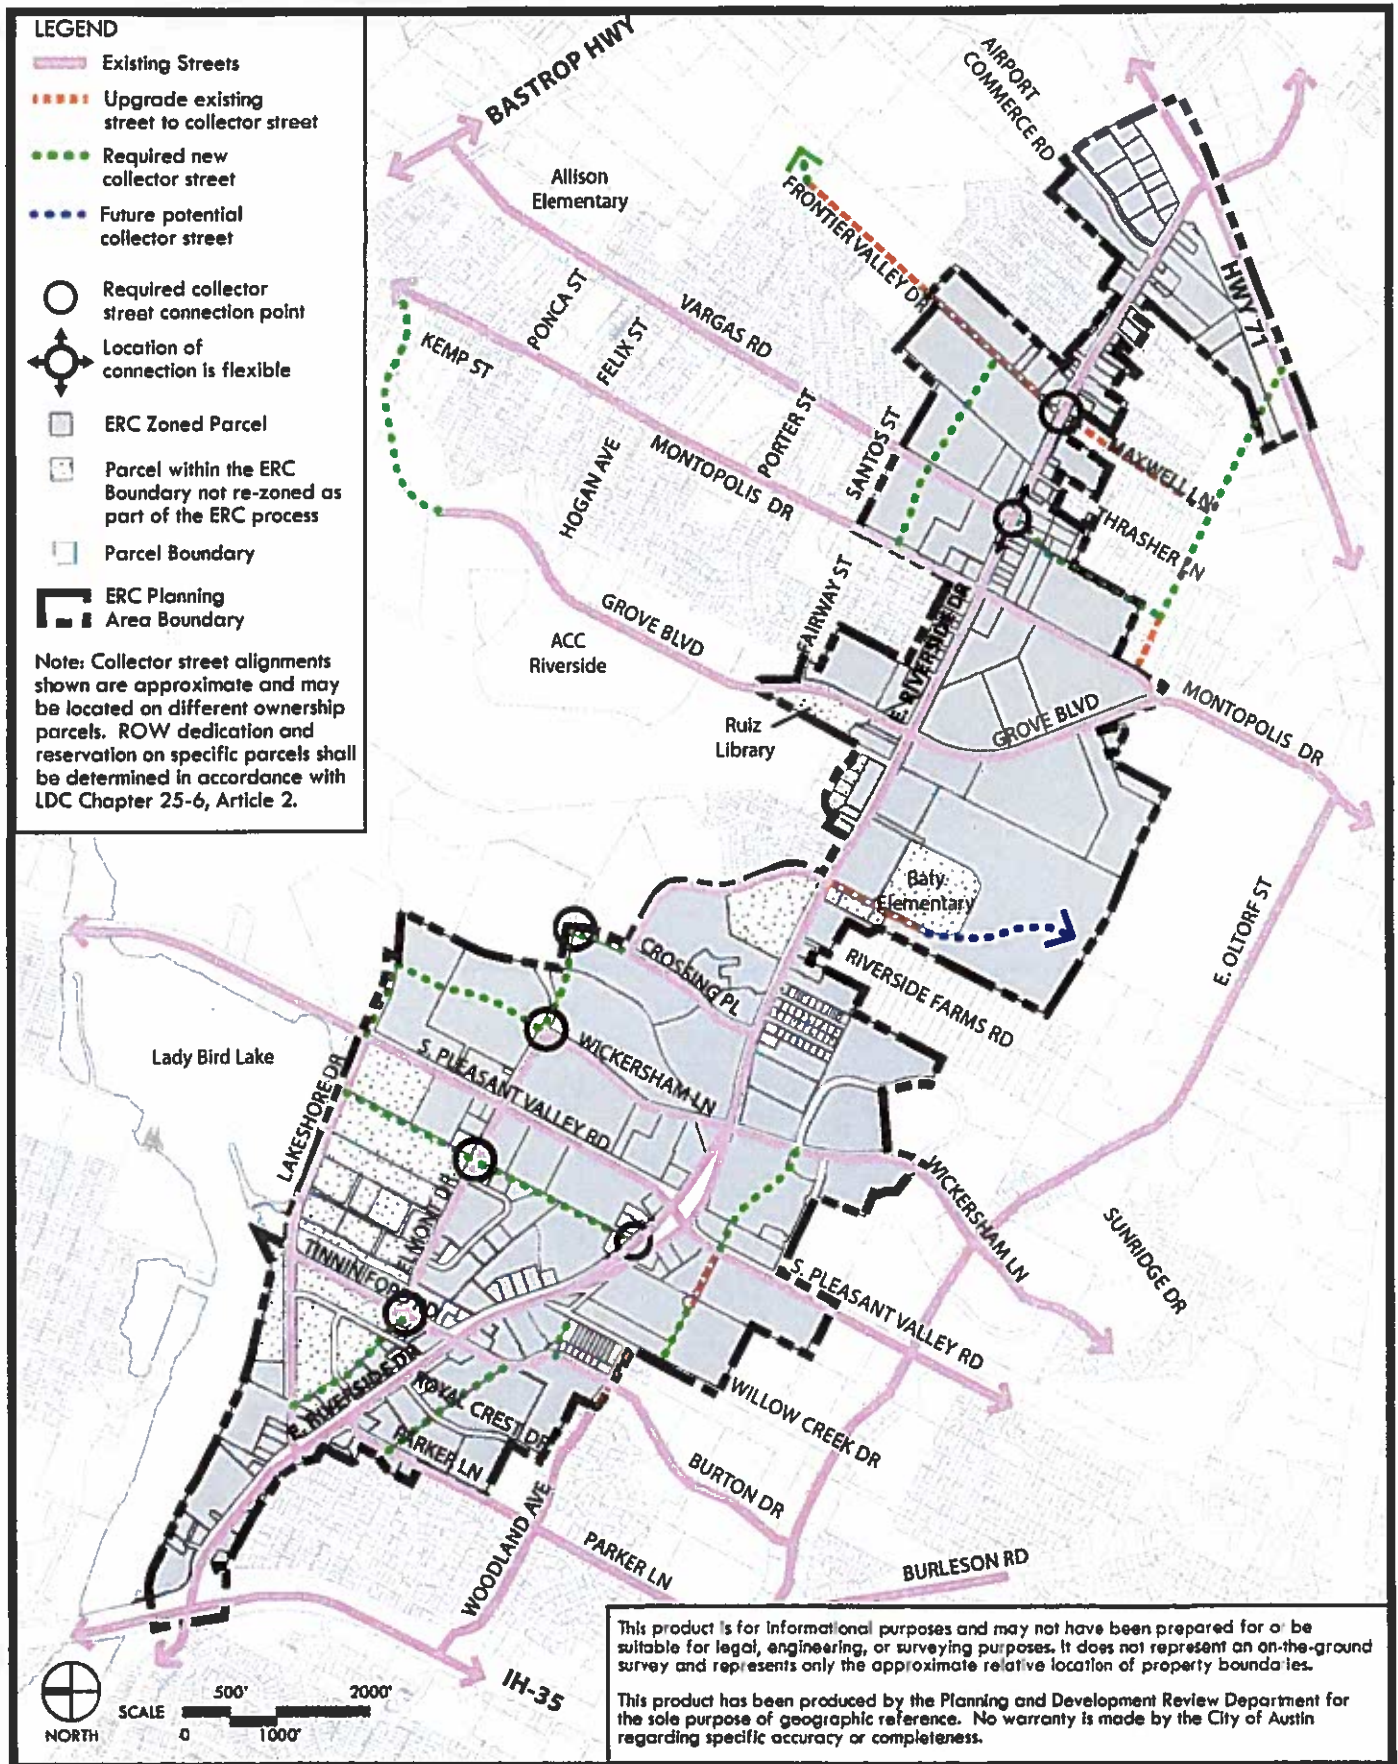 LEGEND
Existing Streets
Upgrade existing
street to collector street
Required new
collector street
Future potential
collector street
Required collector
street connection point
Location of
connection is flexible
ERC Zoned Parcel
Parcel within the ERC
Boundary not re-zoned as
part of the ERC process
Parcel Boundary
ERC Planning
Area Boundary
Note: Collector street alignments
shown are approximate and may
be located on different ownership
parcels. ROW dedication and
reservation on specific parcels shall
be determined in accordance with
LDC Chapter 25-6, Article 2.
BASTROP HWY
AIRPORT
COMMERCE RD
Allison
Elementary
FRONTIER VALLEY DR
HWY 71
PONCA ST
VARGAS RD
KEMP ST
FELIX ST
PORTER ST
SANTOS ST
MONTOPOLIS DR
HOGAN AVE
MAXWELL LN
THRASHER LN
FAIRWAY ST
GROVE BLVD
ACC
Riverside
E. RIVERSIDE DR
MONTOPOLIS DR
GROVE BLVD
Ruiz
Library
Baty
Elementary
E. OLTORF ST
CROSSING PL
RIVERSIDE FARMS RD
Lady Bird Lake
LAKESHORE DR
S. PLEASANT VALLEY RD
WICKERSHAM LN
WICKERSHAM LN
SUNRIDGE DR
ELMONT DR
TINNIN FORD RD
S. PLEASANT VALLEY RD
E. RIVERSIDE DR
ROYAL CREST DR
PARKER LN
WILLOW CREEK DR
BURTON DR
WOODLAND AVE
PARKER LN
BURLESON RD
IH-35
NORTH
SCALE
500'
2000'
0
1000'
This product is for informational purposes and may not have been prepared for or be
suitable for legal, engineering, or surveying purposes. It does not represent an on-the-ground
survey and represents only the approximate relative location of property boundaries.
This product has been produced by the Planning and Development Review Department for
the sole purpose of geographic reference. No warranty is made by the City of Austin
regarding specific accuracy or completeness.